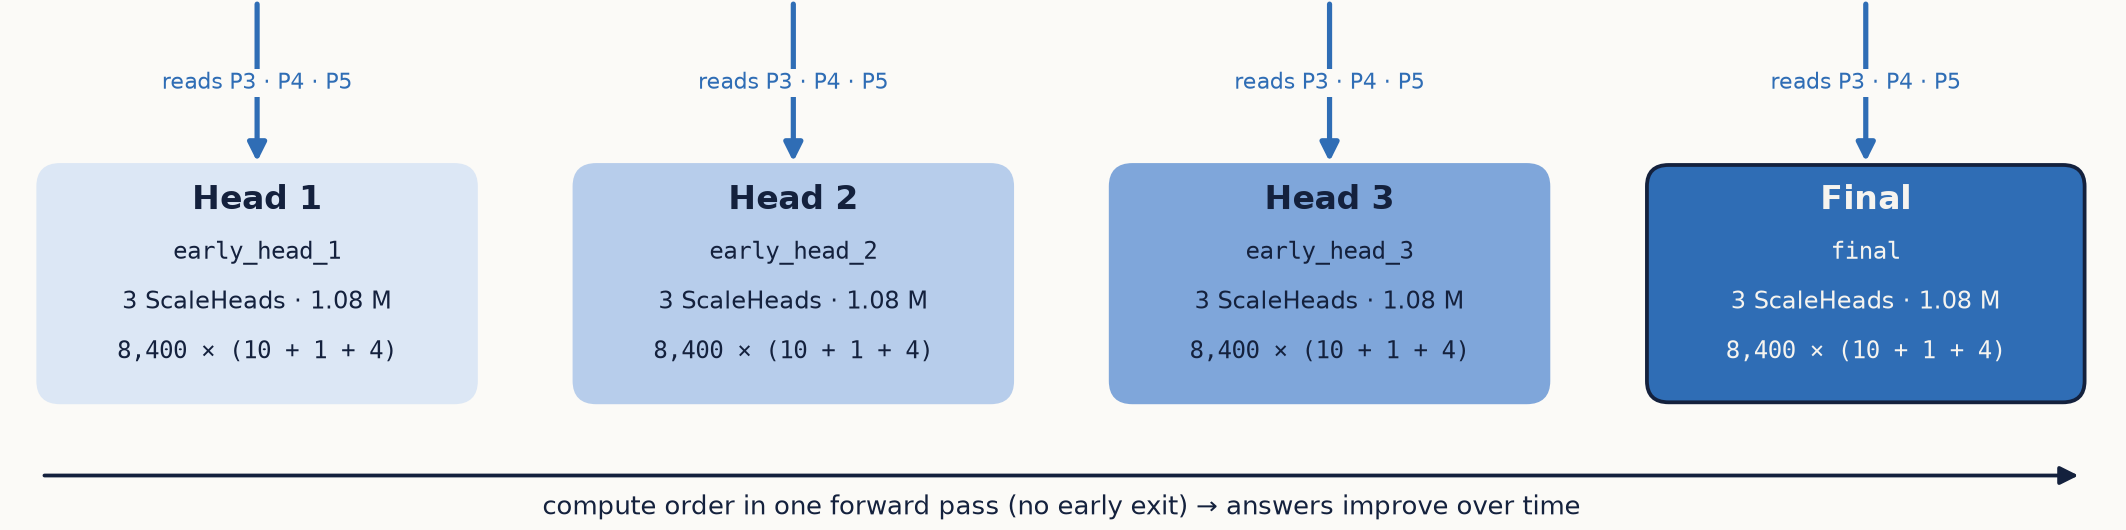 reads P3 · P4 · P5
reads P3 · P4 · P5
reads P3 · P4 · P5
reads P3 · P4 · P5
Head 1
early_head_1
3 ScaleHeads · 1.08 M
8,400 × (10 + 1 + 4)
Head 2
early_head_2
3 ScaleHeads · 1.08 M
8,400 × (10 + 1 + 4)
Head 3
early_head_3
3 ScaleHeads · 1.08 M
8,400 × (10 + 1 + 4)
Final
final
3 ScaleHeads · 1.08 M
8,400 × (10 + 1 + 4)
compute order in one forward pass (no early exit) → answers improve over time